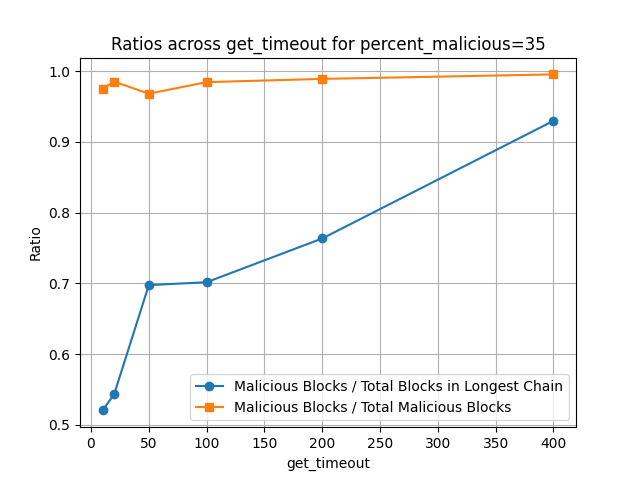 Ratios across get_timeout for percent_malicious=35
1.0
0.9
0.8
0.7
0.6
0.5
Ratio
Malicious Blocks / Total Blocks in Longest Chain
Malicious Blocks / Total Malicious Blocks
0 50 100 150 200 250 300 350 400
get_timeout